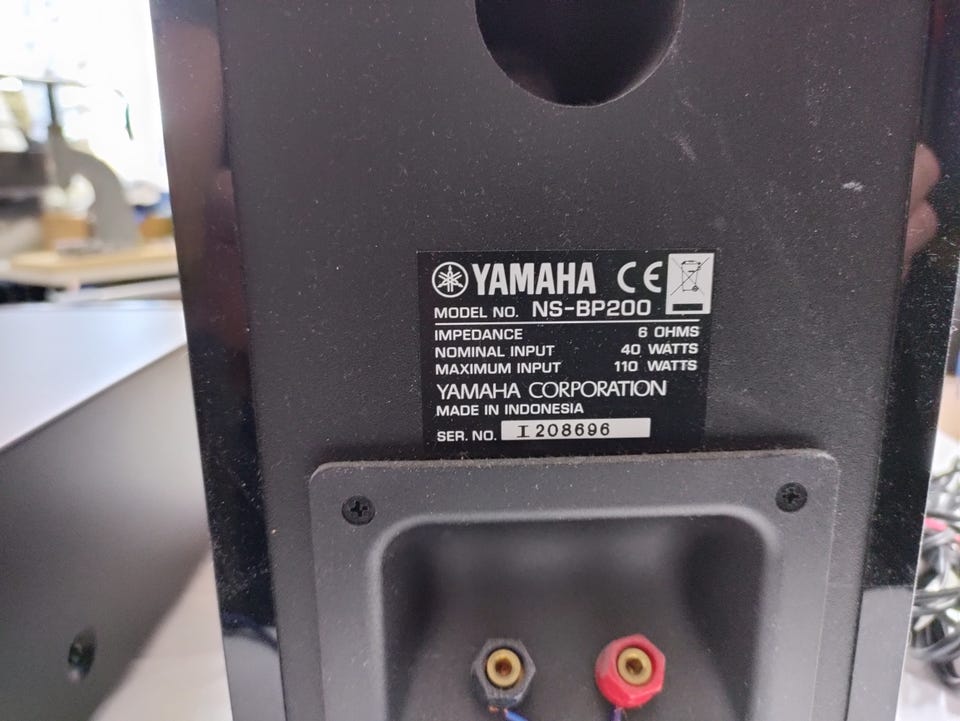 YAMAHA CE
MODEL NO. NS-BP200
IMPEDANCE 6 OHMS
NOMINAL INPUT 40 WATTS
MAXIMUM INPUT 110 WATTS
YAMAHA CORPORATION
MADE IN INDONESIA
SER. NO. I 208696